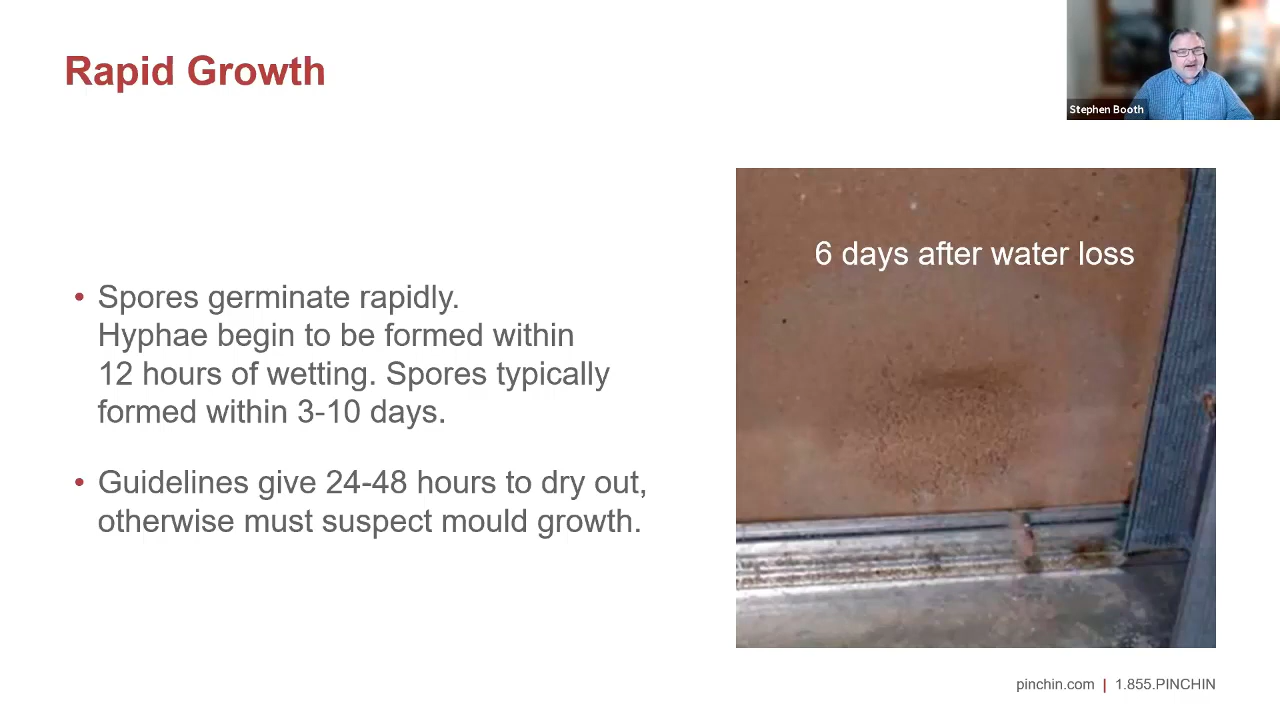 Rapid Growth
Stephen Booth
6 days after water loss
• Spores germinate rapidly.
Hyphae begin to be formed within
12 hours of wetting. Spores typically
formed within 3-10 days.
• Guidelines give 24-48 hours to dry out,
otherwise must suspect mould growth.
pinchin.com | 1.855.PINCHIN